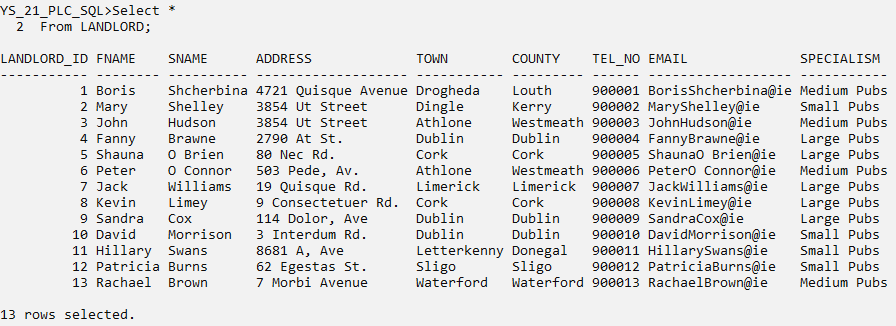 YS_21_PLC_SQL>Select *
  2  From LANDLORD;
LANDLORD_ID FNAME    SNAME      ADDRESS             TOWN        COUNTY    TEL_NO EMAIL             SPECIALISM
----------- -------- ---------- ------------------- ----------- --------- ------ ------------------ -----------
          1 Boris    Shcherbina 4721 Quisque Avenue Drogheda    Louth     900001 BorisShcherbina@ie Medium Pubs
          2 Mary     Shelley    3854 Ut Street      Dingle      Kerry     900002 MaryShelley@ie     Small Pubs
          3 John     Hudson     3854 Ut Street      Athlone     Westmeath 900003 JohnHudson@ie      Medium Pubs
          4 Fanny    Brawne     2790 At St.         Dublin      Dublin    900004 FannyBrawne@ie     Large Pubs
          5 Shauna   O Brien    80 Nec Rd.          Cork        Cork      900005 ShaunaO Brien@ie   Large Pubs
          6 Peter    O Connor   503 Pede, Av.       Athlone     Westmeath 900006 PeterO Connor@ie   Medium Pubs
          7 Jack     Williams   19 Quisque Rd.      Limerick    Limerick  900007 JackWilliams@ie    Large Pubs
          8 Kevin    Limey      9 Consectetuer Rd.  Cork        Cork      900008 KevinLimey@ie      Large Pubs
          9 Sandra   Cox        114 Dolor, Ave      Dublin      Dublin    900009 SandraCox@ie       Large Pubs
         10 David    Morrison   3 Interdum Rd.      Dublin      Dublin    900010 DavidMorrison@ie   Small Pubs
         11 Hillary  Swans      8681 A, Ave         Letterkenny Donegal   900011 HillarySwans@ie    Small Pubs
         12 Patricia Burns      62 Egestas St.      Sligo       Sligo     900012 PatriciaBurns@ie   Small Pubs
         13 Rachael  Brown      7 Morbi Avenue      Waterford   Waterford 900013 RachaelBrown@ie    Medium Pubs
13 rows selected.